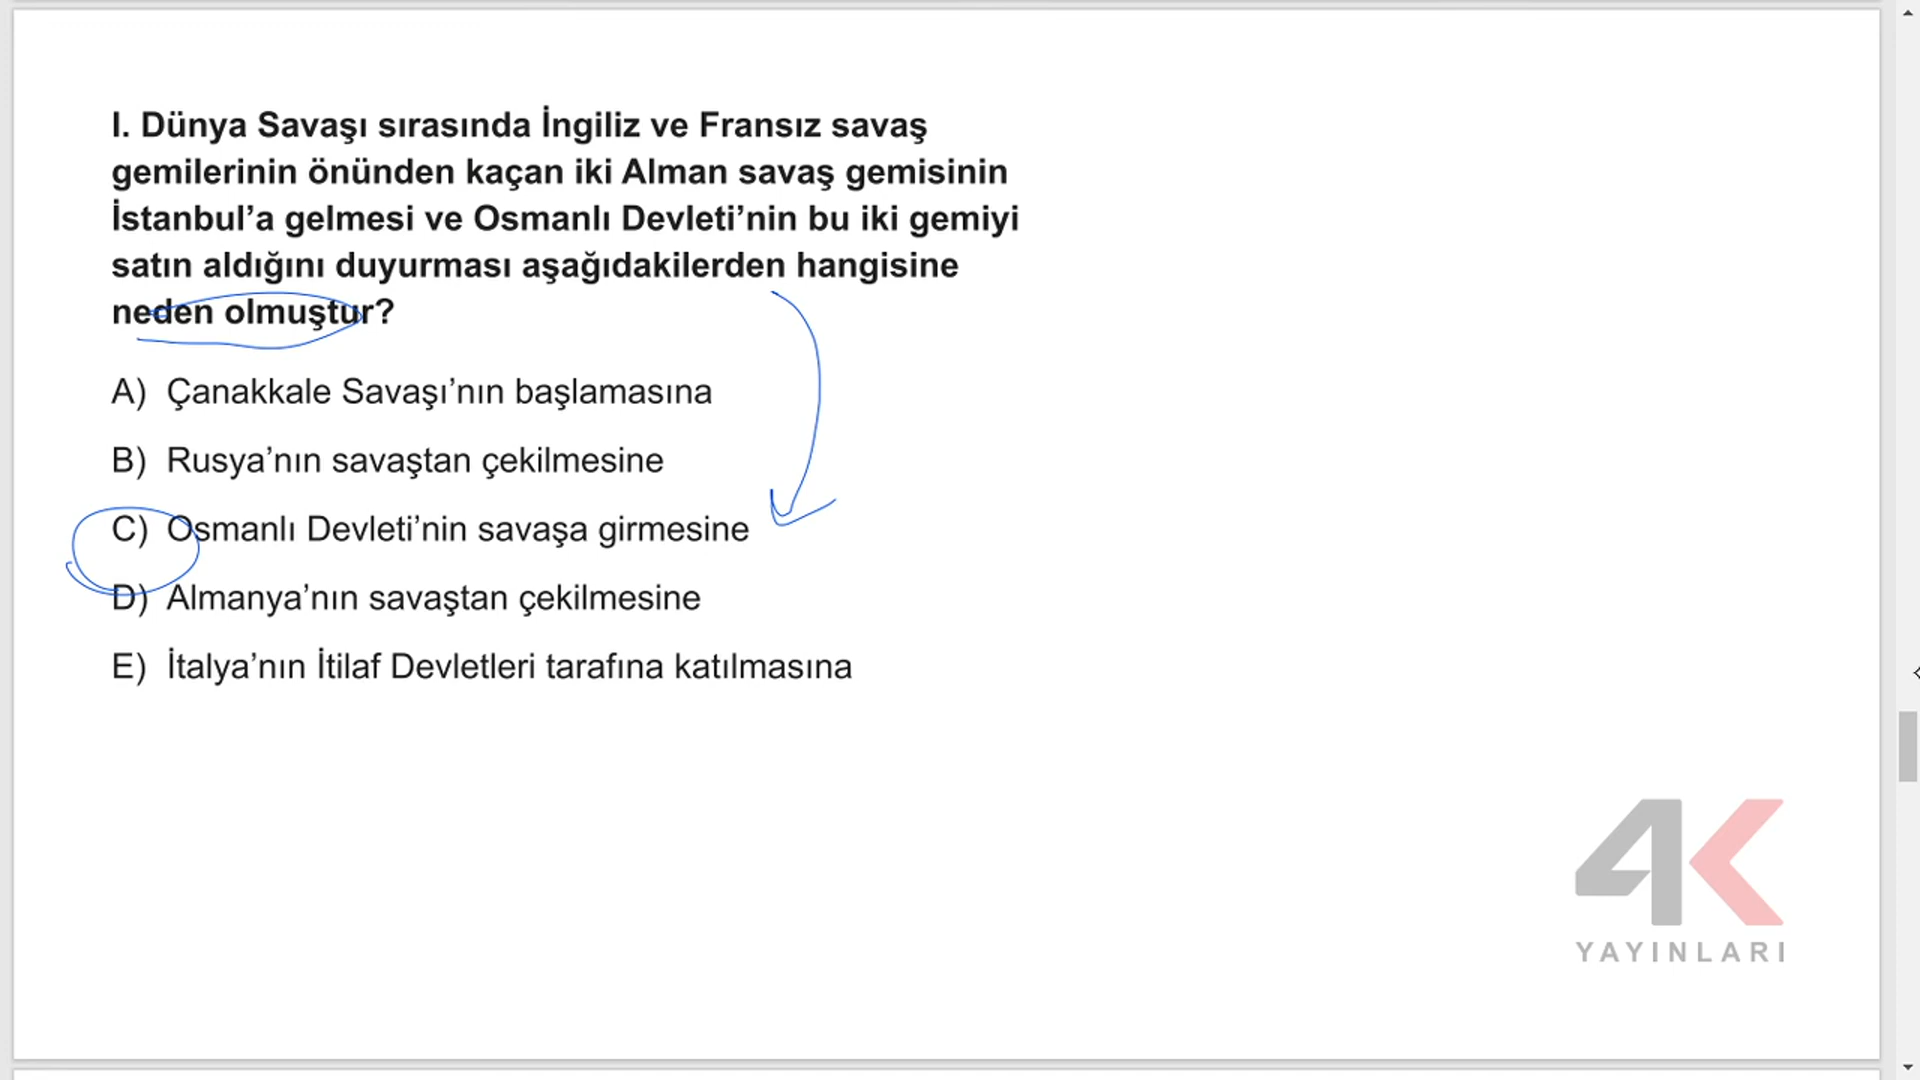 I. Dünya Savaşı sırasında İngiliz ve Fransız savaş
gemilerinin önünden kaçan iki Alman savaş gemisinin
İstanbul’a gelmesi ve Osmanlı Devleti’nin bu iki gemiyi
satın aldığını duyurması aşağıdakilerden hangisine
neden olmuştur?
A) Çanakkale Savaşı’nın başlamasına
B) Rusya’nın savaştan çekilmesine
C) Osmanlı Devleti’nin savaşa girmesine
D) Almanya’nın savaştan çekilmesine
E) İtalya’nın İtilaf Devletleri tarafına katılmasına
4K
YAYINLARI